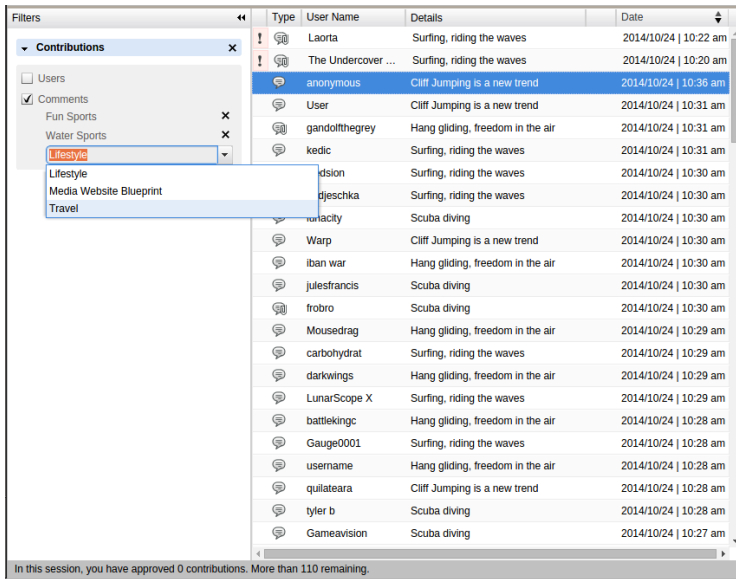 Filters
Contributions
Users
Comments
Fun Sports
Water Sports
Lifestyle
Lifestyle
Media Website Blueprint
Travel
Type User Name Details Date
! Laorta Surfing, riding the waves 2014/10/24 | 10:22 am
! The Undercover ... Surfing, riding the waves 2014/10/24 | 10:20 am
anonymous Cliff Jumping is a new trend 2014/10/24 | 10:36 am
User Cliff Jumping is a new trend 2014/10/24 | 10:31 am
gandolfthegrey Hang gliding, freedom in the air 2014/10/24 | 10:31 am
kedic Surfing, riding the waves 2014/10/24 | 10:31 am
Surfing, riding the waves 2014/10/24 | 10:30 am
Surfing, riding the waves 2014/10/24 | 10:30 am
Scuba diving 2014/10/24 | 10:30 am
Warp Cliff Jumping is a new trend 2014/10/24 | 10:30 am
iban war Hang gliding, freedom in the air 2014/10/24 | 10:30 am
julesfrancis Scuba diving 2014/10/24 | 10:30 am
frobro Scuba diving 2014/10/24 | 10:30 am
Mousedrag Hang gliding, freedom in the air 2014/10/24 | 10:29 am
carbohydrat Surfing, riding the waves 2014/10/24 | 10:29 am
darkwings Hang gliding, freedom in the air 2014/10/24 | 10:29 am
LunarScope X Surfing, riding the waves 2014/10/24 | 10:29 am
battlekingc Hang gliding, freedom in the air 2014/10/24 | 10:28 am
Gauge0001 Surfing, riding the waves 2014/10/24 | 10:28 am
username Hang gliding, freedom in the air 2014/10/24 | 10:28 am
quilateara Cliff Jumping is a new trend 2014/10/24 | 10:28 am
tyler b Scuba diving 2014/10/24 | 10:28 am
Gameavision Scuba diving 2014/10/24 | 10:27 am
In this session, you have approved 0 contributions. More than 110 remaining.